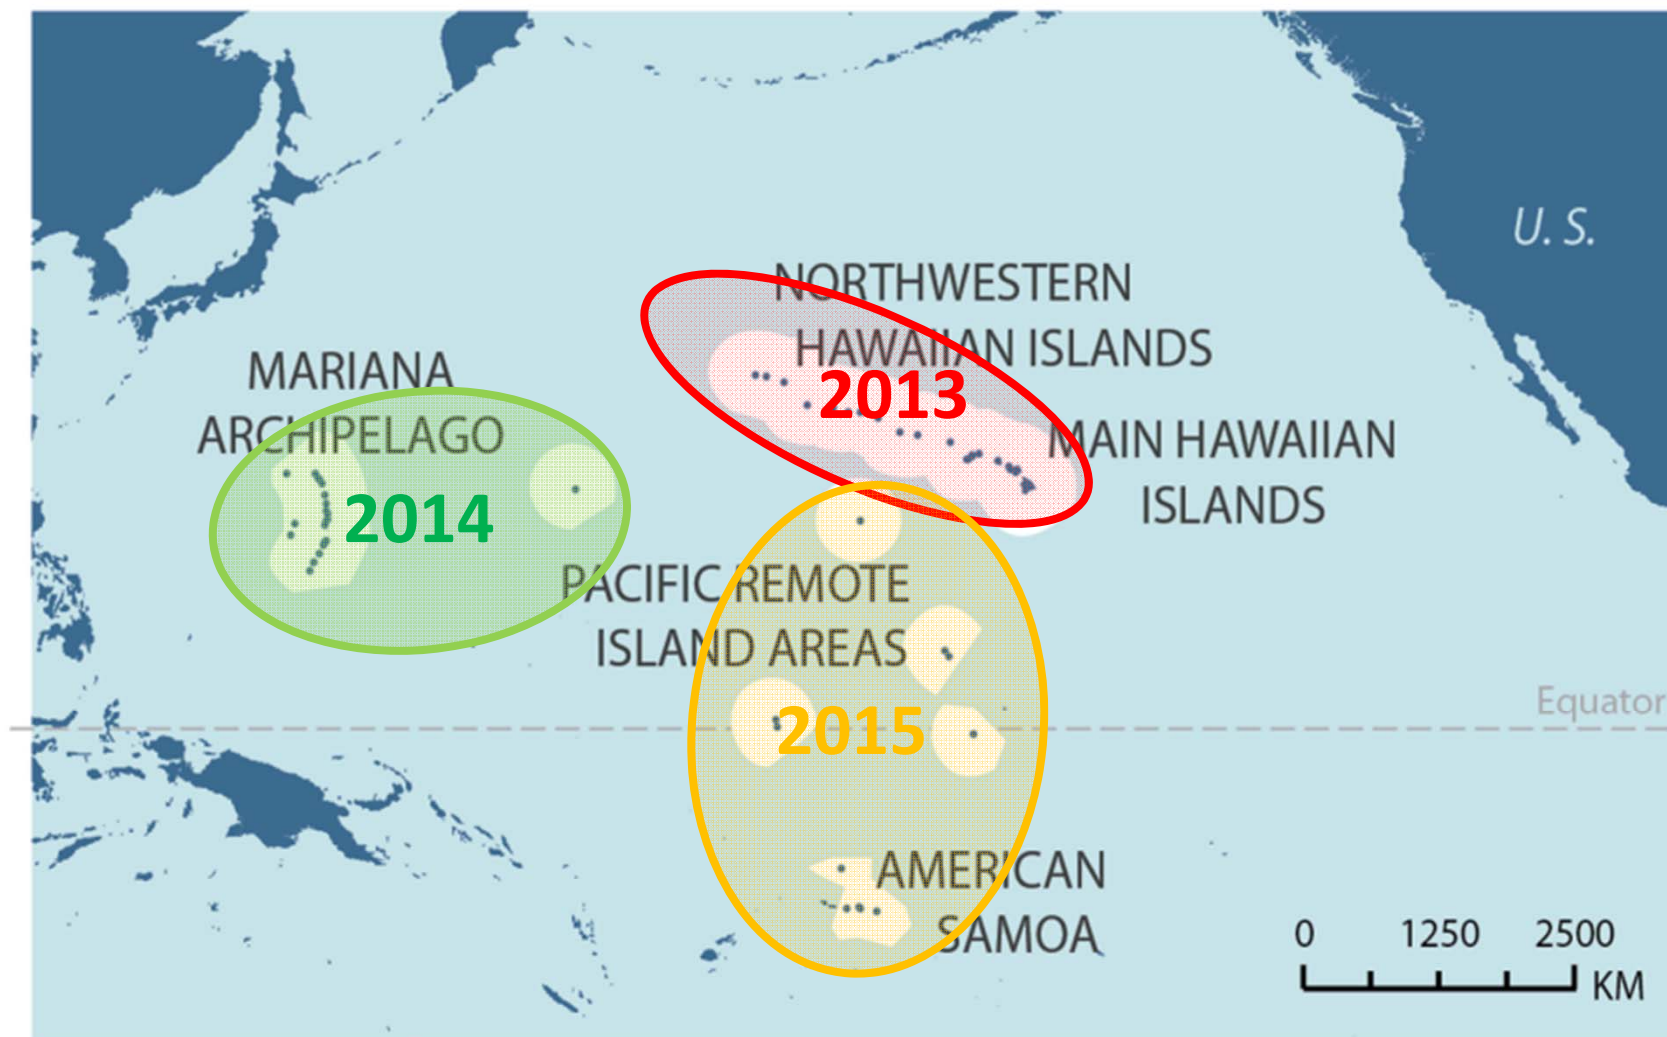 U. S.
NORTHWESTERN
HAWAIIAN ISLANDS
2013
MARIANA
ARCHIPELAGO
2014
MAIN HAWAIIAN
ISLANDS
PACIFIC REMOTE
ISLAND AREAS
Equator
2015
AMERICAN
SAMOA
0 1250 2500
KM